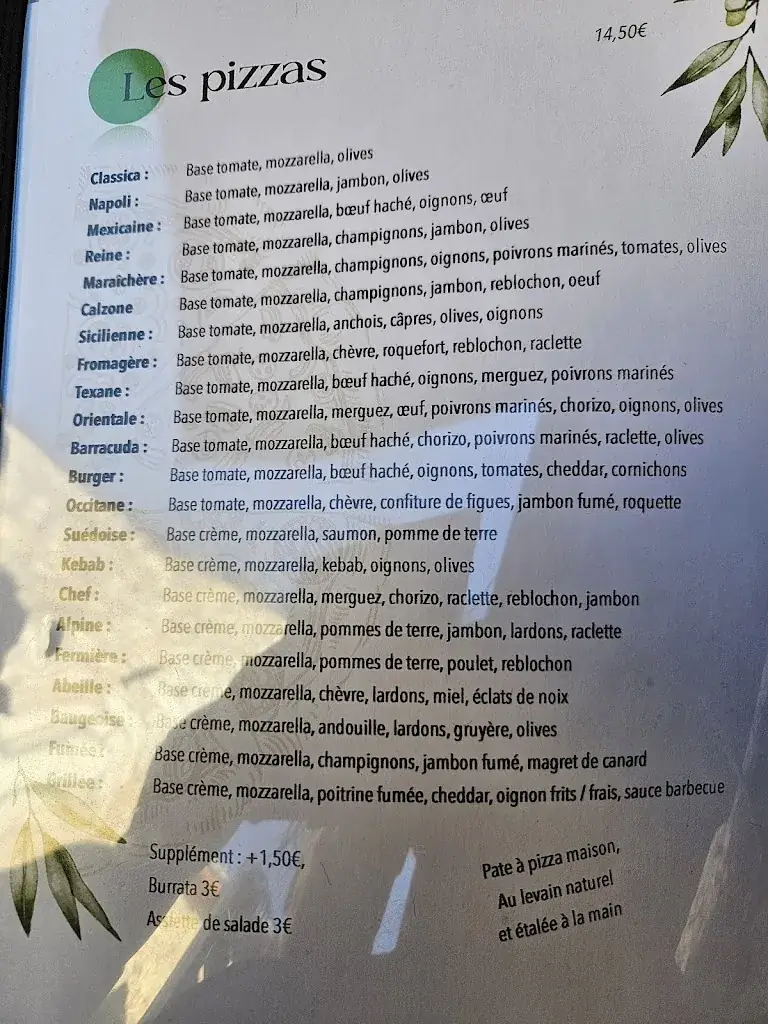 14,50€
Les pizzas
Classica : Base tomate, mozzarella, olives
Napoli : Base tomate, mozzarella, jambon, olives
Mexicaine : Base tomate, mozzarella, bœuf haché, oignons, œuf
Reine : Base tomate, mozzarella, champignons, jambon, olives
Maraîchère : Base tomate, mozzarella, champignons, oignons, poivrons marinés, tomates, olives
Calzone Base tomate, mozzarella, champignons, jambon, reblochon, oeuf
Sicilienne : Base tomate, mozzarella, anchois, câpres, olives, oignons
Fromagère : Base tomate, mozzarella, chèvre, roquefort, reblochon, raclette
Texane : Base tomate, mozzarella, bœuf haché, oignons, merguez, poivrons marinés
Orientale : Base tomate, mozzarella, merguez, œuf, poivrons marinés, chorizo, oignons, olives
Barracuda : Base tomate, mozzarella, bœuf haché, chorizo, poivrons marinés, raclette, olives
Burger : Base tomate, mozzarella, bœuf haché, oignons, tomates, cheddar, cornichons
Occitane : Base tomate, mozzarella, chèvre, confiture de figues, jambon fumé, roquette
Suédoise : Base crème, mozzarella, saumon, pomme de terre
Kebab : Base crème, mozzarella, kebab, oignons, olives
Chef : Base crème, mozzarella, merguez, chorizo, raclette, reblochon, jambon
Alpine : Base crème, mozzarella, pommes de terre, jambon, lardons, raclette
Fermière : Base crème, mozzarella, pommes de terre, poulet, reblochon
Abeille : Base crème, mozzarella, chèvre, lardons, miel, éclats de noix
Baugeoise : Base crème, mozzarella, andouille, lardons, gruyère, olives
Fumée : Base crème, mozzarella, champignons, jambon fumé, magret de canard
Grillée : Base crème, mozzarella, poitrine fumée, cheddar, oignon frits / frais, sauce barbecue
Supplément : +1,50€,
Burrata 3€
Assiette de salade 3€
Pate à pizza maison,
Au levain naturel
et étalée à la main